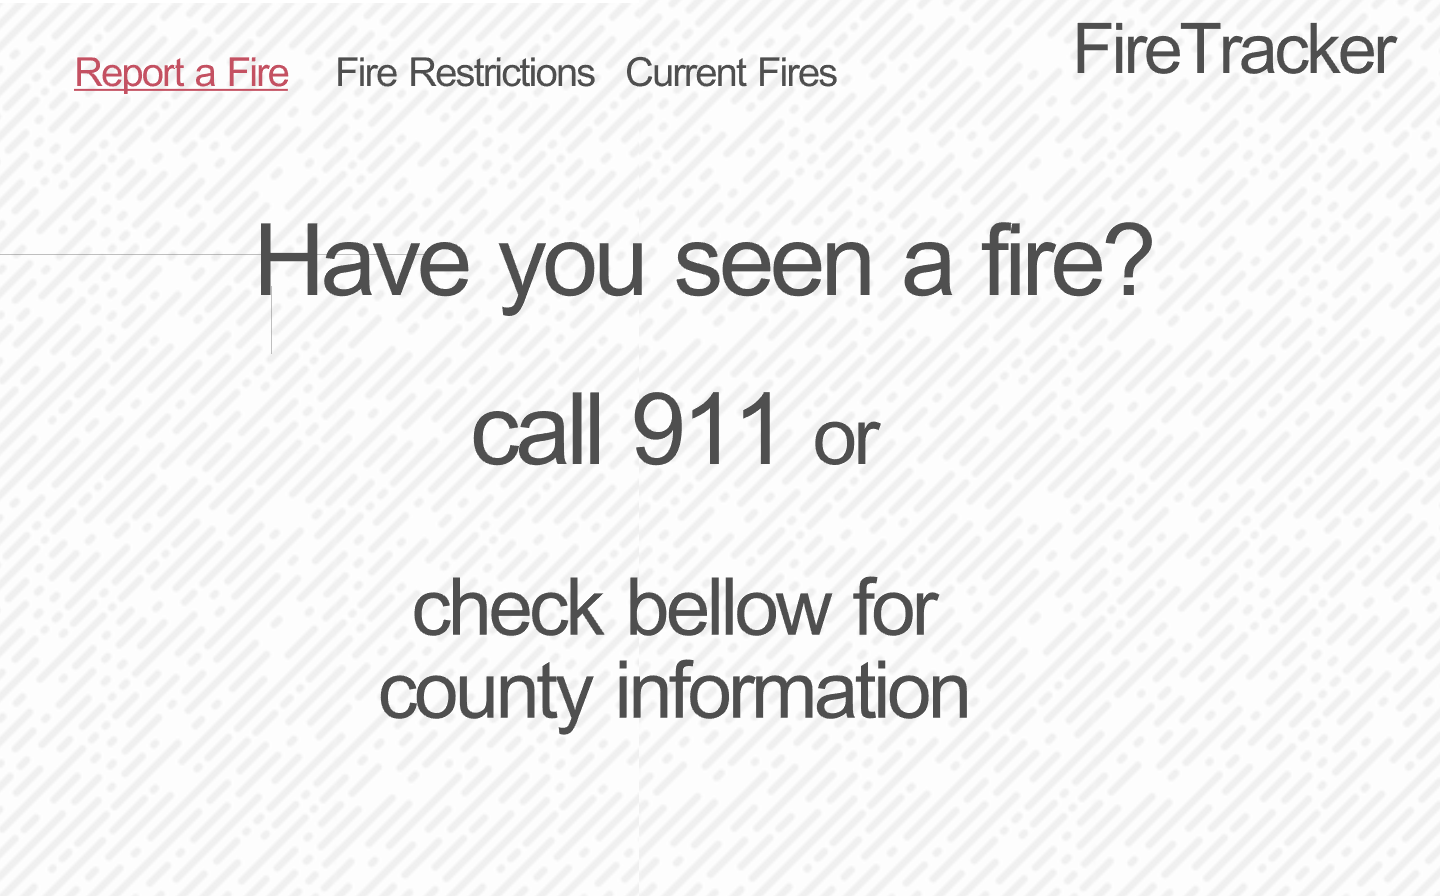 FireTracker
Report a Fire Fire Restrictions Current Fires
Have you seen a fire?
call 911 or
check bellow for
county information